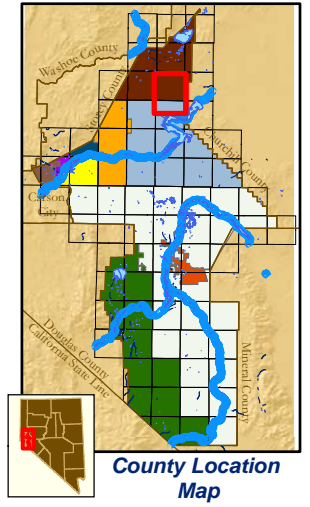 Washoe County
Storey County
Churchill County
Carson
City
Douglas County
California State Line
Mineral County
County Location
Map